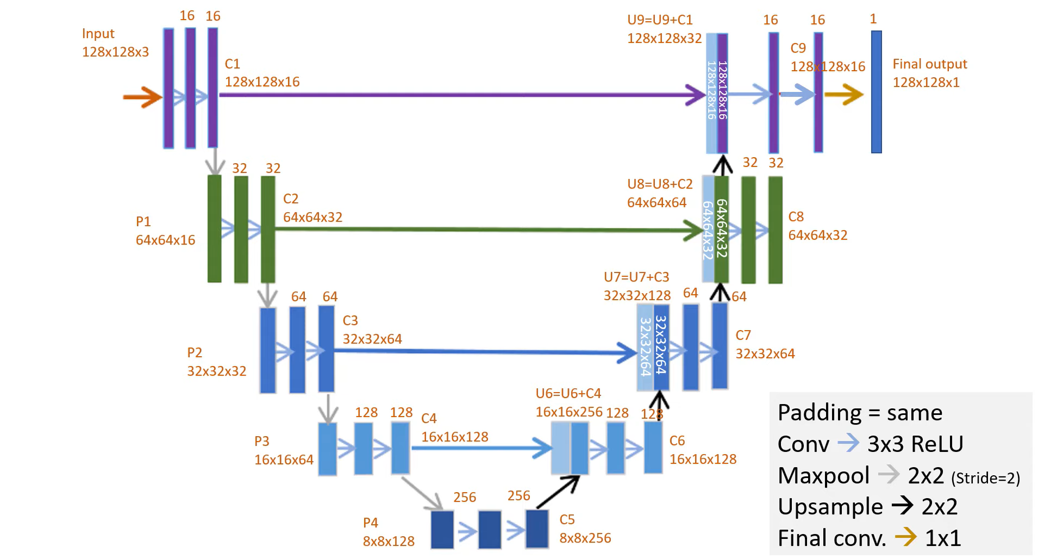 Input
128x128x3
16
16
C1
128x128x16
U9=U9+C1
128x128x32
128x128x16
128x128x16
16
16
C9
128x128x16
1
Final output
128x128x1
P1
64x64x16
32
32
C2
64x64x32
U8=U8+C2
64x64x64
64x64x32
64x64x32
32
32
C8
64x64x32
P2
32x32x32
64
64
C3
32x32x64
U7=U7+C3
32x32x128
32x32x64
32x32x64
64
64
C7
32x32x64
P3
16x16x64
128
128
C4
16x16x128
U6=U6+C4
16x16x256
128
128
C6
16x16x128
P4
8x8x128
256
256
C5
8x8x256
Padding = same
Conv → 3x3 ReLU
Maxpool → 2x2 (Stride=2)
Upsample → 2x2
Final conv. → 1x1